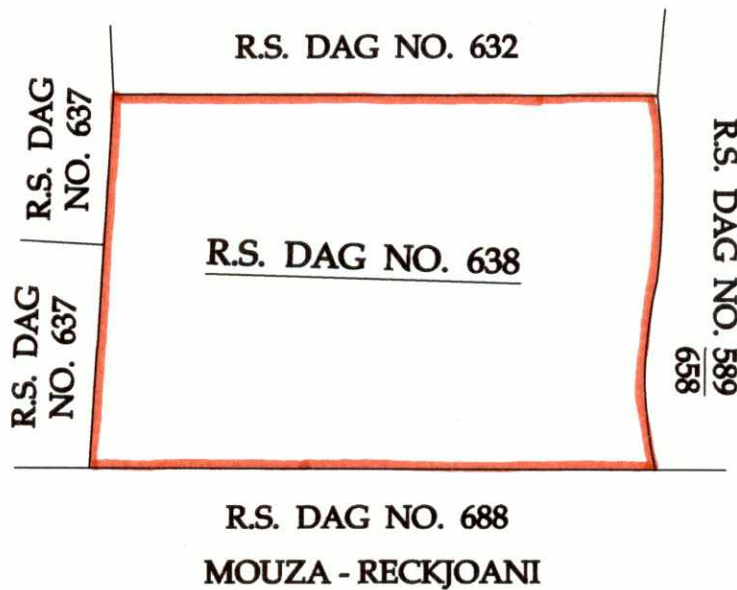 R.S. DAG NO. 632
R.S. DAG
NO. 637
R.S. DAG NO. 638
R.S. DAG
NO. 637
R.S. DAG NO. 589
658
R.S. DAG NO. 688
MOUZA - RECKJOANI